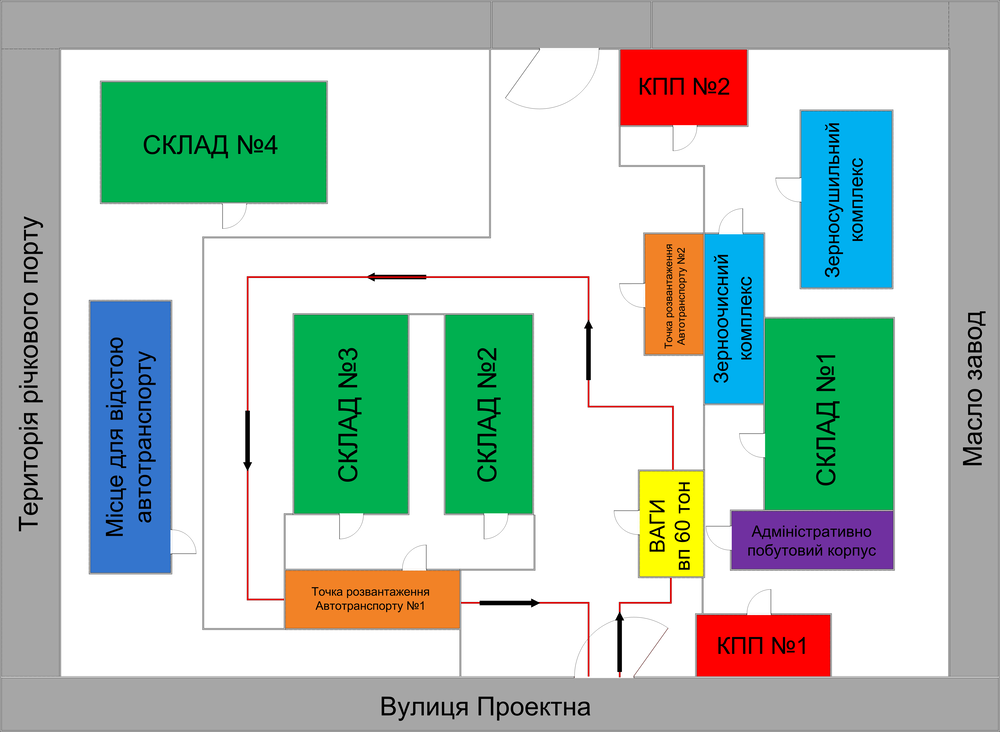 КПП №2
СКЛАД №4
Зерносушильний
комплекс
Територія річкового порту
Точка розвантаження
Автотранспорту №2
Зерноочисний
комплекс
Масло завод
Місце для відстою
автотранспорту
СКЛАД №3
СКЛАД №2
СКЛАД №1
ВАГИ
вп 60 тон
Адміністративно
побутовий корпус
Точка розвантаження
Автотранспорту №1
КПП №1
Вулиця Проектна